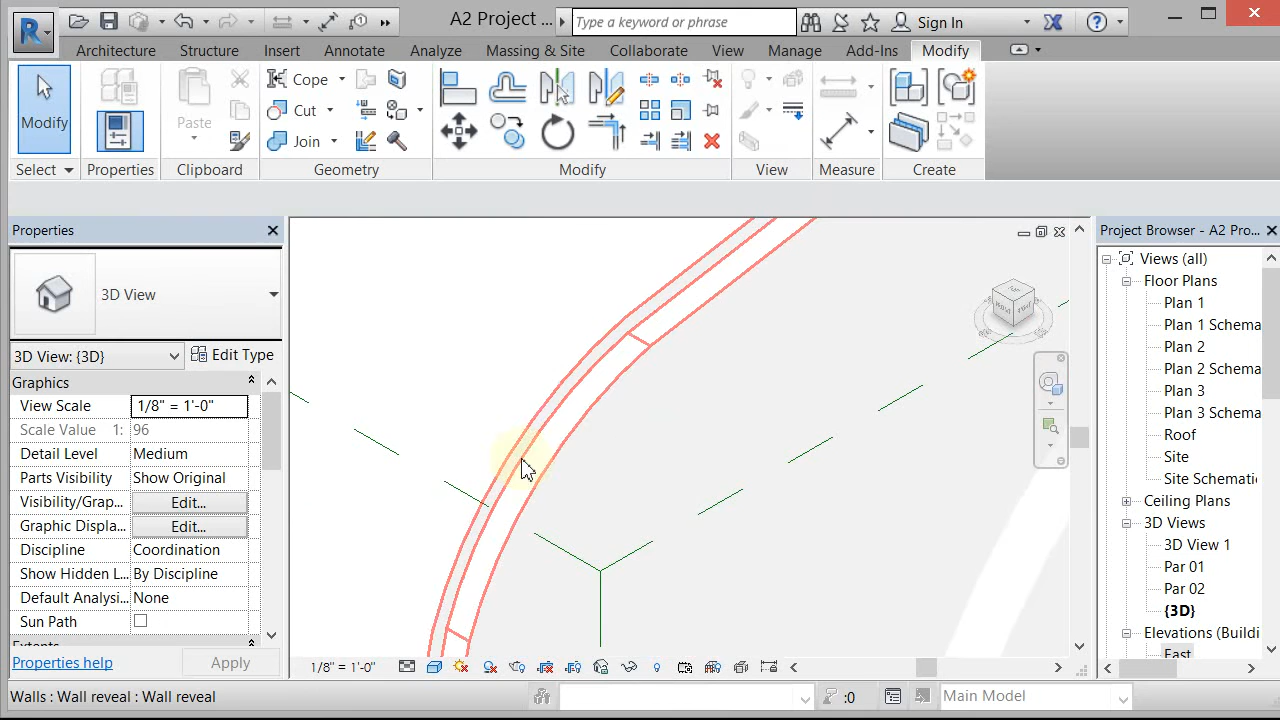 A2 Project ...
Type a keyword or phrase
Sign In
Architecture Structure Insert Annotate Analyze Massing & Site Collaborate View Manage Add-Ins Modify
Modify
Paste
Cope
Cut
Join
Select Properties Clipboard Geometry Modify View Measure Create
Properties
3D View
3D View: {3D}
Edit Type
Graphics
View Scale 1/8" = 1'-0"
Scale Value 1: 96
Detail Level Medium
Parts Visibility Show Original
Visibility/Grap... Edit...
Graphic Displa... Edit...
Discipline Coordination
Show Hidden L... By Discipline
Default Analysi... None
Sun Path
Extents
Properties help
Apply
1/8" = 1'-0"
Project Browser - A2 Pro...
Views (all)
Floor Plans
Plan 1
Plan 1 Schema
Plan 2
Plan 2 Schema
Plan 3
Plan 3 Schema
Roof
Site
Site Schemati
Ceiling Plans
3D Views
3D View 1
Par 01
Par 02
{3D}
Elevations (Buildi
East
Walls : Wall reveal : Wall reveal
:0
Main Model